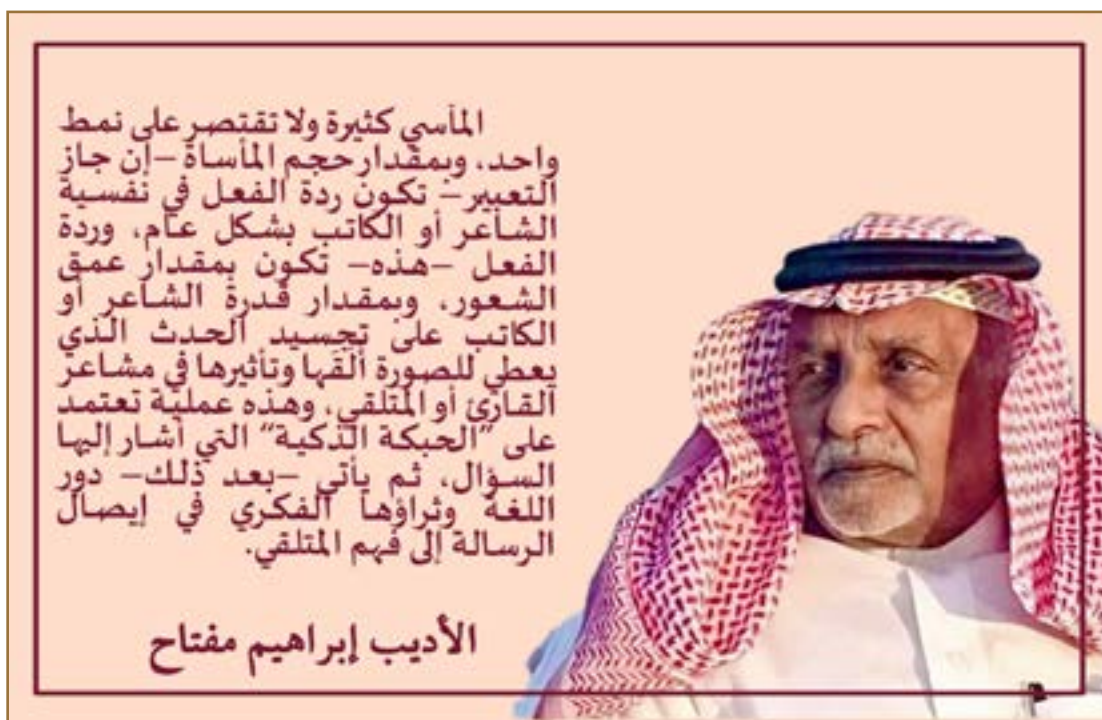 المآسي كثيرة ولا تقتصر على نمط
واحد، وبمقدار حجم المأساة –إن جاز
التعبير– تكون ردة الفعل في نفسية
الشاعر أو الكاتب بشكل عام، وردة
الفعل –هذه– تكون بمقدار عمق
الشعور، وبمقدار قدرة الشاعر أو
الكاتب على تجسيد الحدث الذي
يعطي للصورة ألقَها وتأثيرها في مشاعر
القارئ أو المتلقي، وهذه عملية تعتمد
على "الحبكة الذكية" التي أشار إليها
السؤال، ثم يأتي –بعد ذلك– دور
اللغة وثراؤها الفكري في إيصال
الرسالة إلى فهم المتلقي.
الأديب إبراهيم مفتاح